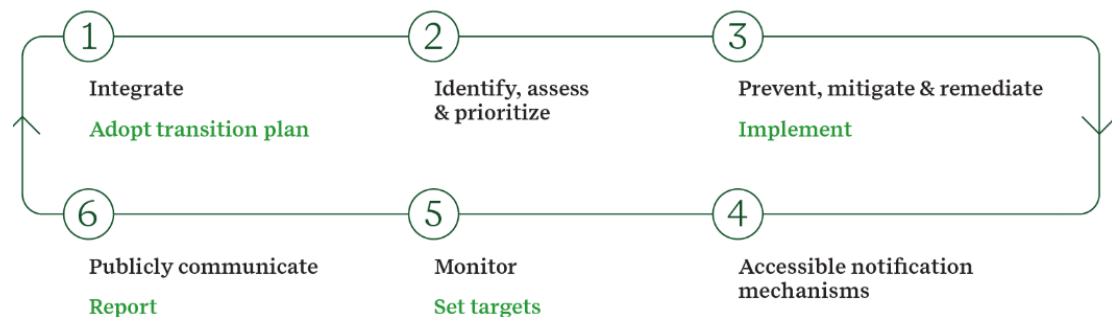 1
Integrate
Adopt transition plan
2
Identify, assess
& prioritize
3
Prevent, mitigate & remediate
Implement
6
Publicly communicate
Report
5
Monitor
Set targets
4
Accessible notification
mechanisms